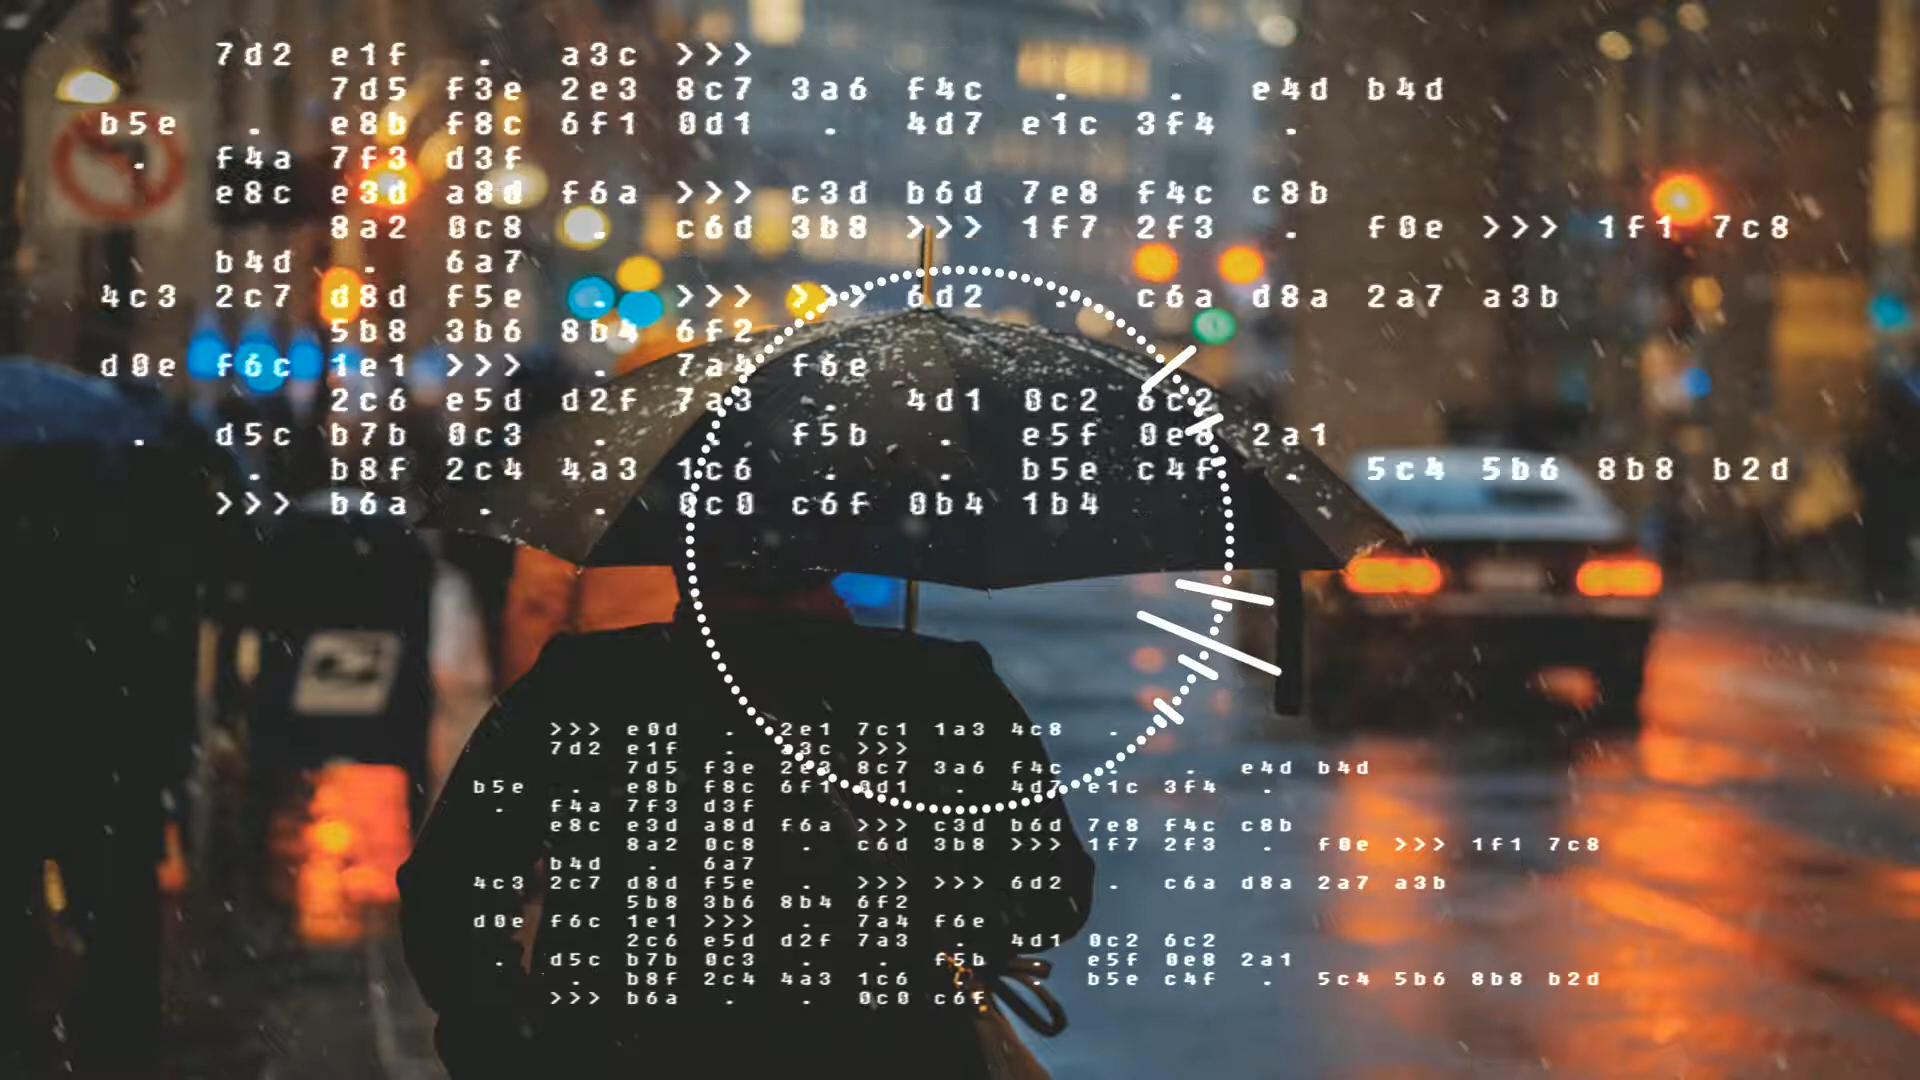 7d2 e1f . a3c >>>
7d5 f3e 2e3 8c7 3a6 f4c . . e4d b4d
b5e . e8b f8c 6f1 0d1 . 4d7 e1c 3f4 .
. f4a 7f3 d3f
e8c e3d a8d f6a >>> c3d b6d 7e8 f4c c8b
8a2 0c8 . c6d 3b8 >>> 1f7 2f3 . f0e >>> 1f1 7c8
b4d . 6a7
4c3 2c7 d8d f5e . >>> >>> 6d2 . c6a d8a 2a7 a3b
5b8 3b6 8b4 6f2
d0e f6c 1e1 >>> . 7a4 f6e
2c6 e5d d2f 7a3 . 4d1 0c2 6c2
. d5c b7b 0c3 . . f5b . e5f 0e8 2a1
. b8f 2c4 4a3 1c6 . . b5e c4f . 5c4 5b6 8b8 b2d
>>> b6a . . 0c0 c6f 0b4 1b4
>>> e0d . 2e1 7c1 1a3 4c8 .
7d2 e1f . a3c >>>
7d5 f3e 2e3 8c7 3a6 f4c . . e4d b4d
b5e . e8b f8c 6f1 0d1 . 4d7 e1c 3f4 .
. f4a 7f3 d3f
e8c e3d a8d f6a >>> c3d b6d 7e8 f4c c8b
8a2 0c8 . c6d 3b8 >>> 1f7 2f3 . f0e >>> 1f1 7c8
b4d . 6a7
4c3 2c7 d8d f5e . >>> >>> 6d2 . c6a d8a 2a7 a3b
5b8 3b6 8b4 6f2
d0e f6c 1e1 >>> . 7a4 f6e
2c6 e5d d2f 7a3 . 4d1 0c2 6c2
. d5c b7b 0c3 . . f5b . e5f 0e8 2a1
. b8f 2c4 4a3 1c6 . b5e c4f . 5c4 5b6 8b8 b2d
>>> b6a . . 0c0 c6f